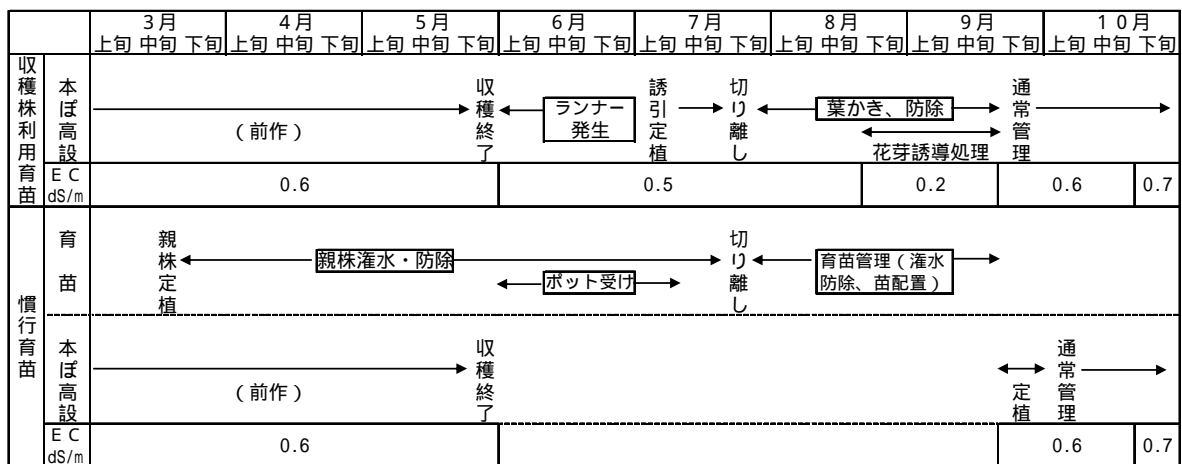 3月 4月 5月 6月 7月 8月 9月 10月
上旬 中旬 下旬 上旬 中旬 下旬 上旬 中旬 下旬 上旬 中旬 下旬 上旬 中旬 下旬 上旬 中旬 下旬 上旬 中旬 下旬 上旬 中旬 下旬
収穫株利用育苗
本ぽ高設
(前作)
収穫終了
ランナー
発生
誘引定植
切り離し
葉かき、防除
花芽誘導処理
通常管理
EC
dS/m
0.6 0.5 0.2 0.6 0.7
慣行育苗
育苗
親株定植
親株潅水・防除
ポット受け
切り離し
育苗管理(潅水
防除、苗配置)
本ぽ高設
(前作)
収穫終了
定植
通常管理
EC
dS/m
0.6 0.6 0.7